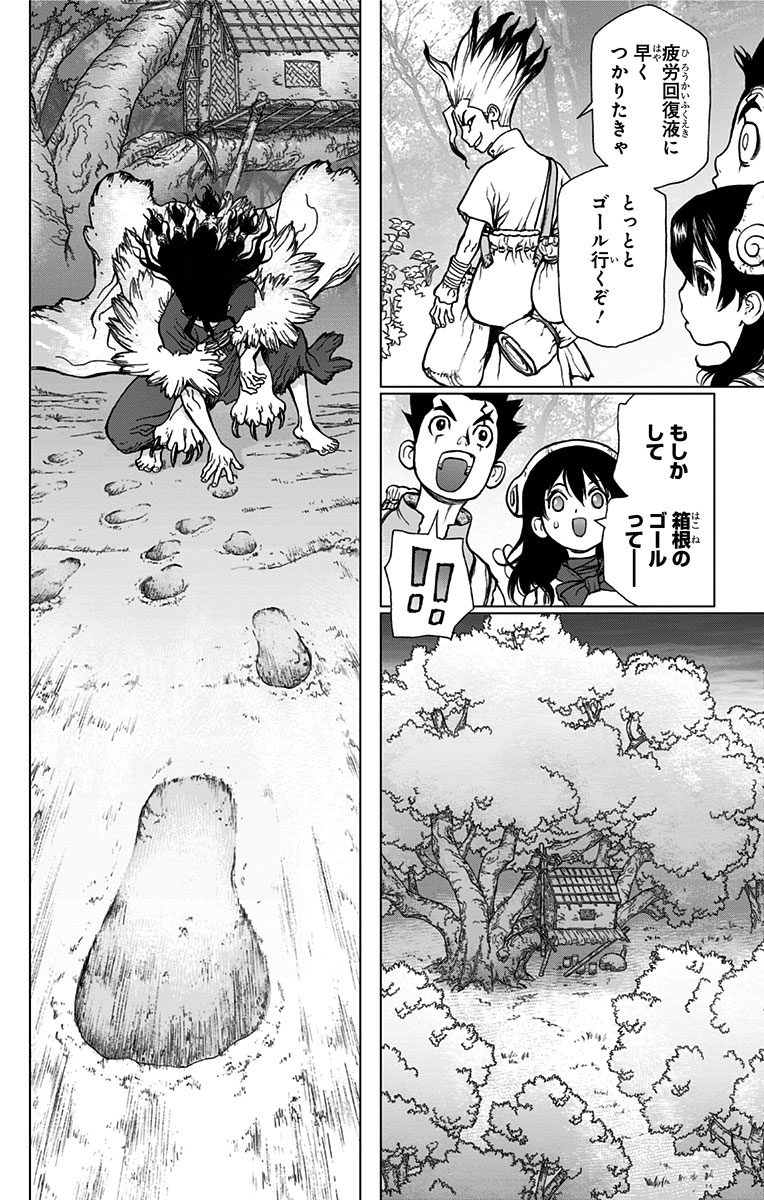 疲労回復液に
早く
つかりたきゃ
とっとと
ゴール行くぞ！
もしか
して
箱根の
ゴール
って――
!!